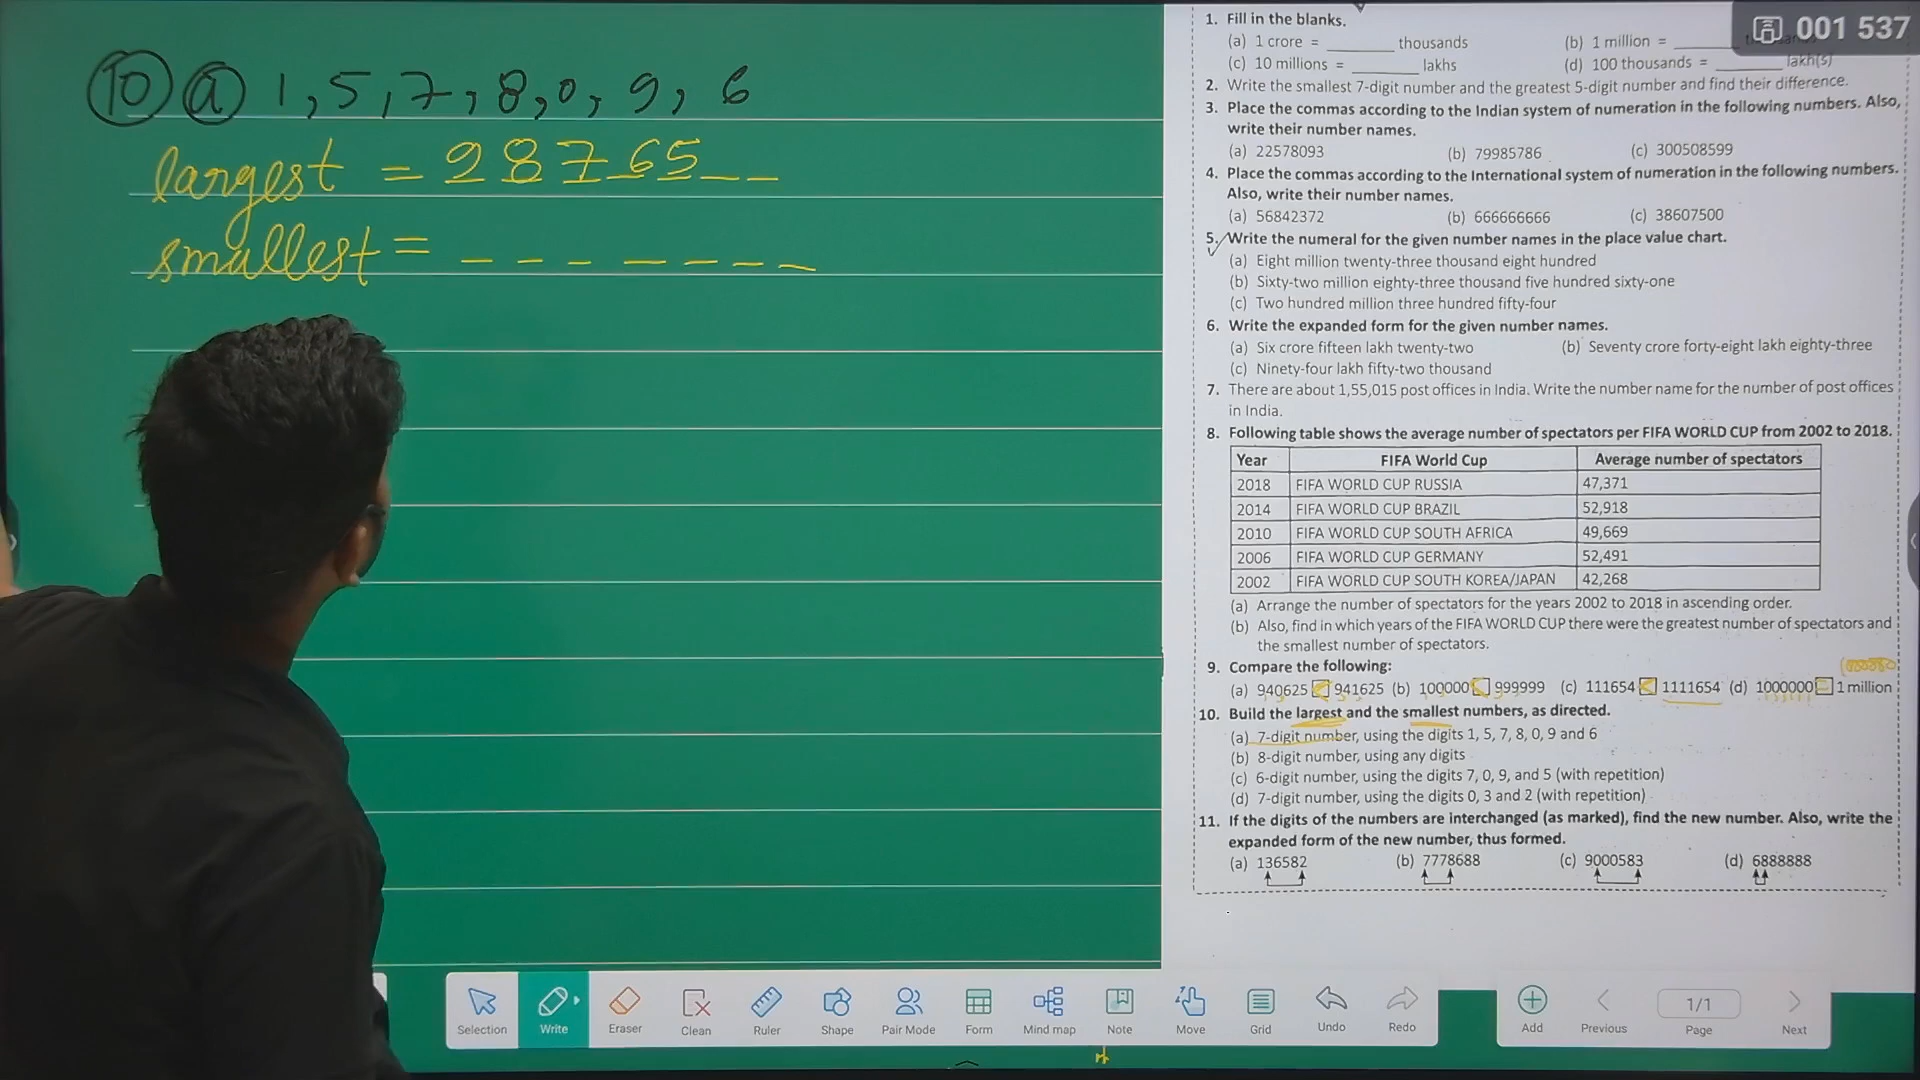 ⑩ ⓐ 1, 5, 7, 8, 0, 9, 6
largest = 9 8 7 6 5 _ _
smallest = _ _ _ _ _ _ _
001 537
1. Fill in the blanks.
(a) 1 crore = ________ thousands (b) 1 million = ________
(c) 10 millions = ________ lakhs (d) 100 thousands = ________ lakh(s)
2. Write the smallest 7-digit number and the greatest 5-digit number and find their difference.
3. Place the commas according to the Indian system of numeration in the following numbers. Also,
write their number names.
(a) 22578093 (b) 79985786 (c) 300508599
4. Place the commas according to the International system of numeration in the following numbers.
Also, write their number names.
(a) 56842372 (b) 666666666 (c) 38607500
5. Write the numeral for the given number names in the place value chart.
(a) Eight million twenty-three thousand eight hundred
(b) Sixty-two million eighty-three thousand five hundred sixty-one
(c) Two hundred million three hundred fifty-four
6. Write the expanded form for the given number names.
(a) Six crore fifteen lakh twenty-two (b) Seventy crore forty-eight lakh eighty-three
(c) Ninety-four lakh fifty-two thousand
7. There are about 1,55,015 post offices in India. Write the number name for the number of post offices
in India.
8. Following table shows the average number of spectators per FIFA WORLD CUP from 2002 to 2018.
Year FIFA World Cup Average number of spectators
2018 FIFA WORLD CUP RUSSIA 47,371
2014 FIFA WORLD CUP BRAZIL 52,918
2010 FIFA WORLD CUP SOUTH AFRICA 49,669
2006 FIFA WORLD CUP GERMANY 52,491
2002 FIFA WORLD CUP SOUTH KOREA/JAPAN 42,268
(a) Arrange the number of spectators for the years 2002 to 2018 in ascending order.
(b) Also, find in which years of the FIFA WORLD CUP there were the greatest number of spectators and
the smallest number of spectators.
9. Compare the following:
(a) 940625 < 941625 (b) 100000 < 999999 (c) 111654 < 1111654 (d) 1000000 = 1 million
10. Build the largest and the smallest numbers, as directed.
(a) 7-digit number, using the digits 1, 5, 7, 8, 0, 9 and 6
(b) 8-digit number, using any digits
(c) 6-digit number, using the digits 7, 0, 9, and 5 (with repetition)
(d) 7-digit number, using the digits 0, 3 and 2 (with repetition)
11. If the digits of the numbers are interchanged (as marked), find the new number. Also, write the
expanded form of the new number, thus formed.
(a) 136582 (b) 7778688 (c) 9000583 (d) 6888888
Selection Write Eraser Clean Ruler Shape Pair Mode Form Mind map Note Move Grid Undo Redo Add Previous 1/1 Page Next